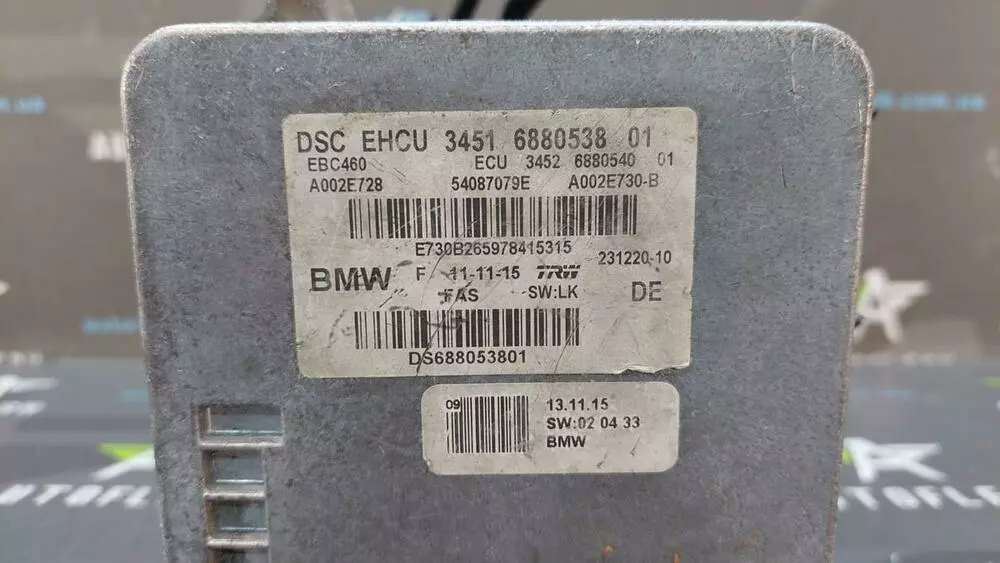 DSC EHCU 3451 6880538 01
EBC460 ECU 3452 6880540 01
A002E728 54087079E A002E730-B
E730B265978415315
BMW F 11-11-15 TRW 231220-10
FAS SW:LK DE
DS688053801
09 13.11.15
SW:02 04 33
BMW